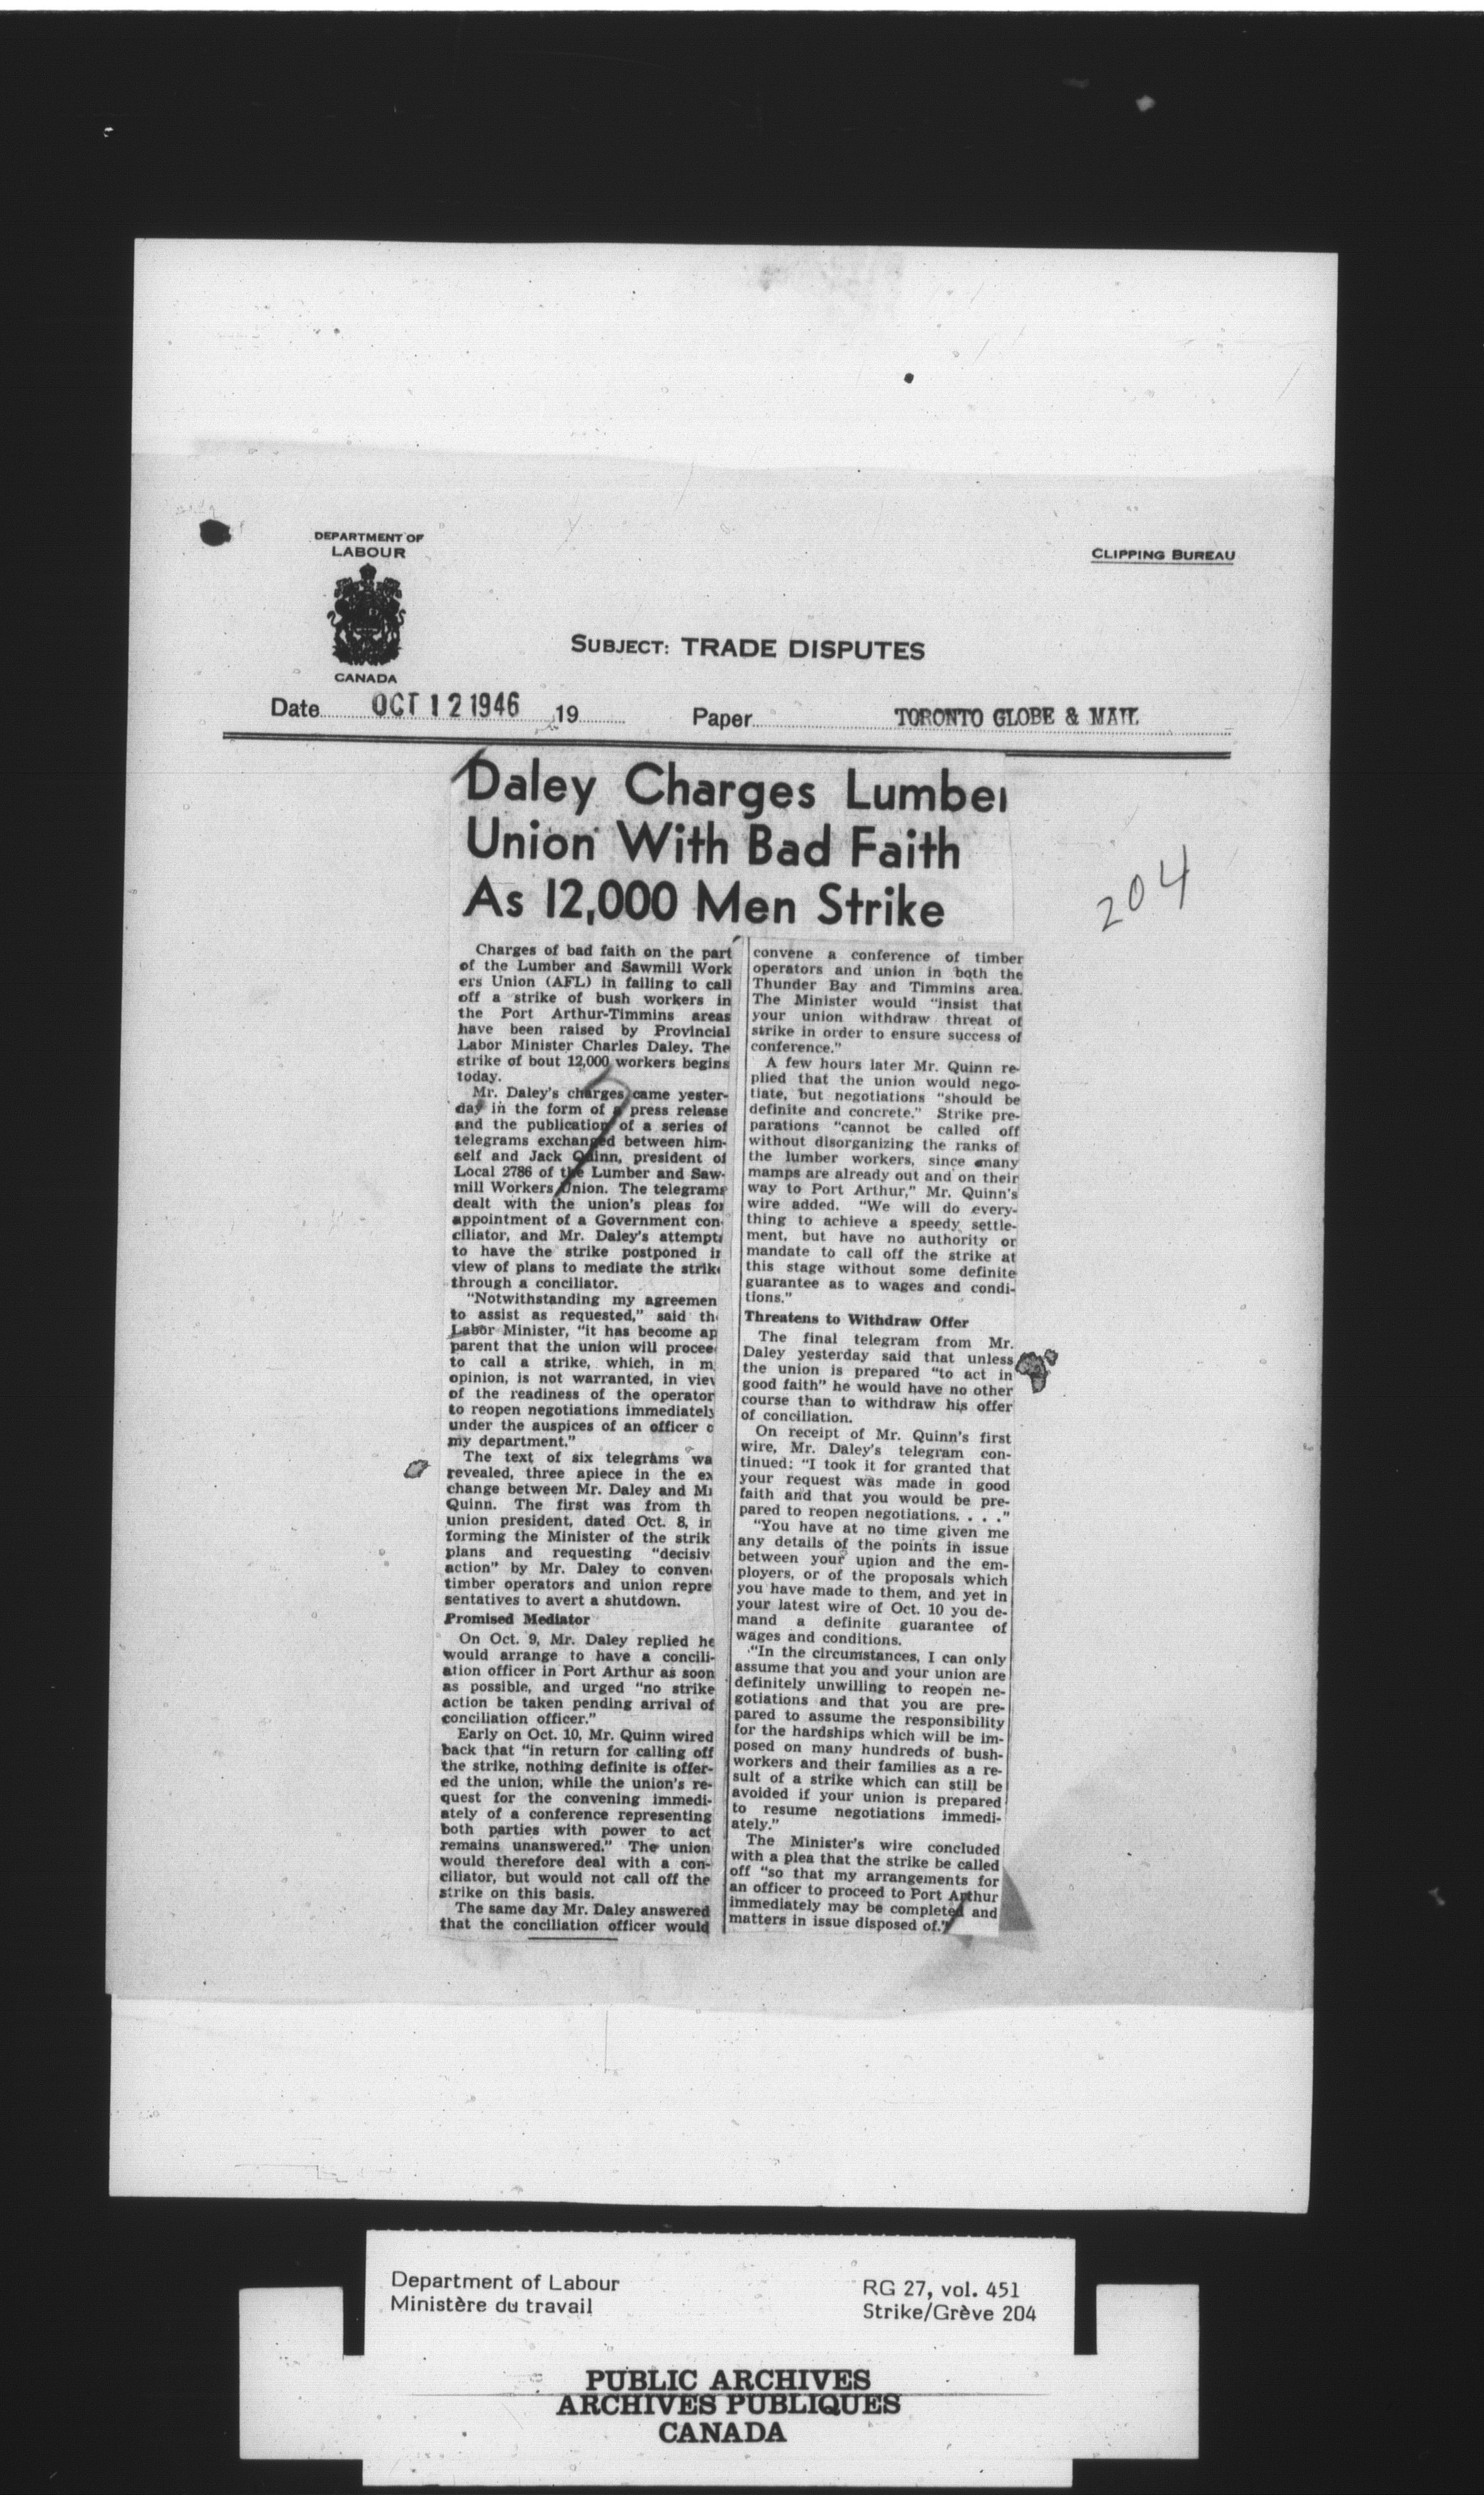 DEPARTMENT OF
LABOUR
CANADA
CLIPPING BUREAU
SUBJECT: TRADE DISPUTES
Date OCT 12 1946 19 Paper TORONTO GLOBE & MAIL
Daley Charges Lumber
Union With Bad Faith
As 12,000 Men Strike
204
Charges of bad faith on the part
of the Lumber and Sawmill Work
ers Union (AFL) in failing to call
off a strike of bush workers in
the Port Arthur-Timmins areas
have been raised by Provincial
Labor Minister Charles Daley. The
strike of bout 12,000 workers begins
today.
Mr. Daley's charges came yester-
day in the form of a press release
and the publication of a series of
telegrams exchanged between him-
self and Jack Quinn, president of
Local 2786 of the Lumber and Saw-
mill Workers Union. The telegrams
dealt with the union's pleas for
appointment of a Government con-
ciliator, and Mr. Daley's attempts
to have the strike postponed in
view of plans to mediate the strike
through a conciliator.
"Notwithstanding my agreemen
to assist as requested," said th
Labor Minister, "it has become ap
parent that the union will procee
to call a strike, which, in m
opinion, is not warranted, in view
of the readiness of the operator
to reopen negotiations immediately
under the auspices of an officer o
my department."
The text of six telegrams wa
revealed, three apiece in the ex
change between Mr. Daley and Mr
Quinn. The first was from th
union president, dated Oct. 8, in
forming the Minister of the strik
plans and requesting "decisiv
action" by Mr. Daley to conven
timber operators and union repre
sentatives to avert a shutdown.
Promised Mediator
On Oct. 9, Mr. Daley replied he
would arrange to have a concili-
ation officer in Port Arthur as soon
as possible, and urged "no strike
action be taken pending arrival of
conciliation officer."
Early on Oct. 10, Mr. Quinn wired
back that "in return for calling off
the strike, nothing definite is offer-
ed the union, while the union's re-
quest for the convening immedi-
ately of a conference representing
both parties with power to act
remains unanswered." The union
would therefore deal with a con-
ciliator, but would not call off the
strike on this basis.
The same day Mr. Daley answered
that the conciliation officer would
convene a conference of timber
operators and union in both the
Thunder Bay and Timmins area.
The Minister would "insist that
your union withdraw threat of
strike in order to ensure success of
conference."
A few hours later Mr. Quinn re-
plied that the union would nego-
tiate, but negotiations "should be
definite and concrete." Strike pre-
parations "cannot be called off
without disorganizing the ranks of
the lumber workers, since many
mamps are already out and on their
way to Port Arthur," Mr. Quinn's
wire added. "We will do every-
thing to achieve a speedy settle-
ment, but have no authority or
mandate to call off the strike at
this stage without some definite
guarantee as to wages and condi-
tions."
Threatens to Withdraw Offer
The final telegram from Mr.
Daley yesterday said that unless
the union is prepared "to act in
good faith" he would have no other
course than to withdraw his offer
of conciliation.
On receipt of Mr. Quinn's first
wire, Mr. Daley's telegram con-
tinued: "I took it for granted that
your request was made in good
faith and that you would be pre-
pared to reopen negotiations. . . ."
"You have at no time given me
any details of the points in issue
between your union and the em-
ployers, or of the proposals which
you have made to them, and yet in
your latest wire of Oct. 10 you de-
mand a definite guarantee of
wages and conditions.
"In the circumstances, I can only
assume that you and your union are
definitely unwilling to reopen ne-
gotiations and that you are pre-
pared to assume the responsibility
for the hardships which will be im-
posed on many hundreds of bush-
workers and their families as a re-
sult of a strike which can still be
avoided if your union is prepared
to resume negotiations immedi-
ately."
The Minister's wire concluded
with a plea that the strike be called
off "so that my arrangements for
an officer to proceed to Port Arthur
immediately may be completed and
matters in issue disposed of."
Department of Labour
Ministère du travail
RG 27, vol. 451
Strike/Grève 204
PUBLIC ARCHIVES
ARCHIVES PUBLIQUES
CANADA